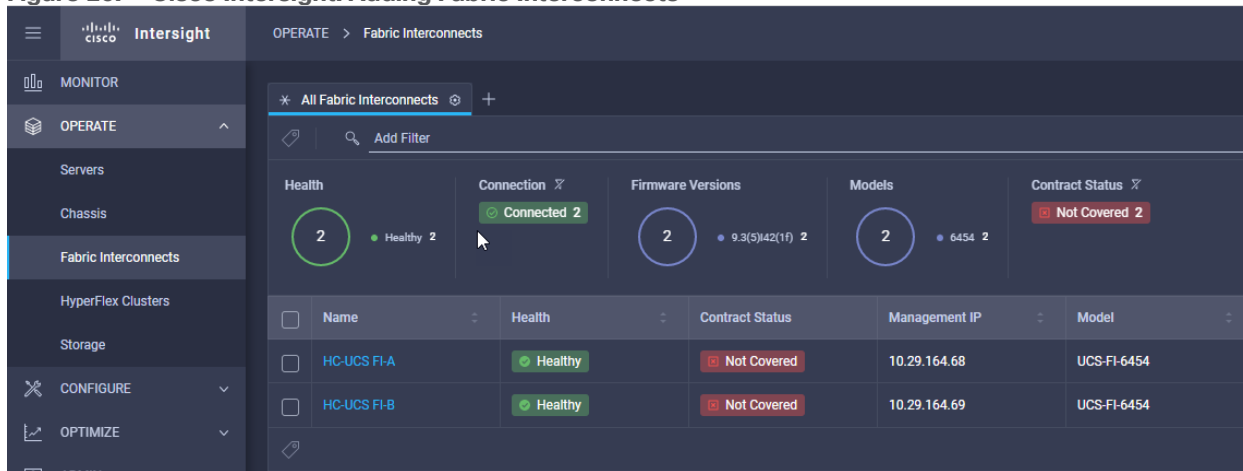 CISCO Intersight
OPERATE > Fabric Interconnects
MONITOR
OPERATE
Servers
Chassis
Fabric Interconnects
HyperFlex Clusters
Storage
CONFIGURE
OPTIMIZE
All Fabric Interconnects
Add Filter
Health
2
Healthy 2
Connection
Connected 2
Firmware Versions
2
9.3(5)I42(1f) 2
Models
2
6454 2
Contract Status
Not Covered 2
Name Health Contract Status Management IP Model
HC-UCS FI-A Healthy Not Covered 10.29.164.68 UCS-FI-6454
HC-UCS FI-B Healthy Not Covered 10.29.164.69 UCS-FI-6454